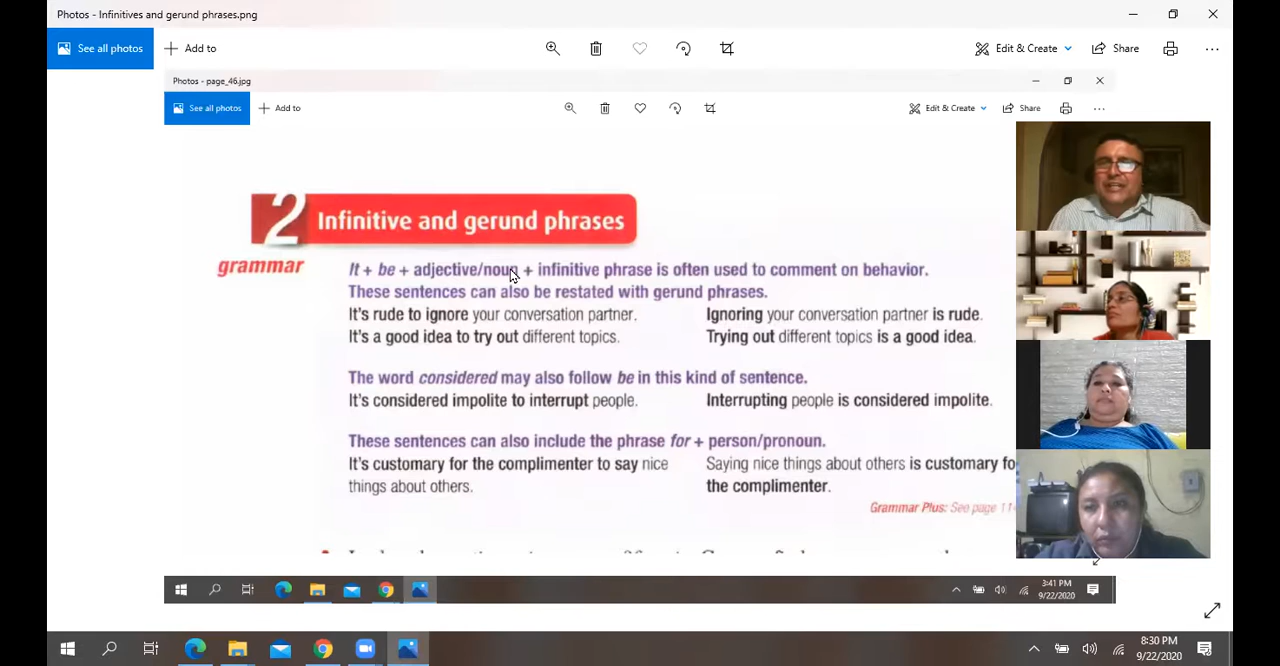 Photos - Infinitives and gerund phrases.png
See all photos
Add to
Edit & Create
Share
Photos - page_46.jpg
See all photos
Add to
Edit & Create
Share
2 Infinitive and gerund phrases
grammar
It + be + adjective/noun + infinitive phrase is often used to comment on behavior.
These sentences can also be restated with gerund phrases.
It's rude to ignore your conversation partner. Ignoring your conversation partner is rude.
It's a good idea to try out different topics. Trying out different topics is a good idea.
The word considered may also follow be in this kind of sentence.
It's considered impolite to interrupt people. Interrupting people is considered impolite.
These sentences can also include the phrase for + person/pronoun.
It's customary for the complimenter to say nice Saying nice things about others is customary fo
things about others. the complimenter.
Grammar Plus: See page 11
3:41 PM
9/22/2020
8:30 PM
9/22/2020